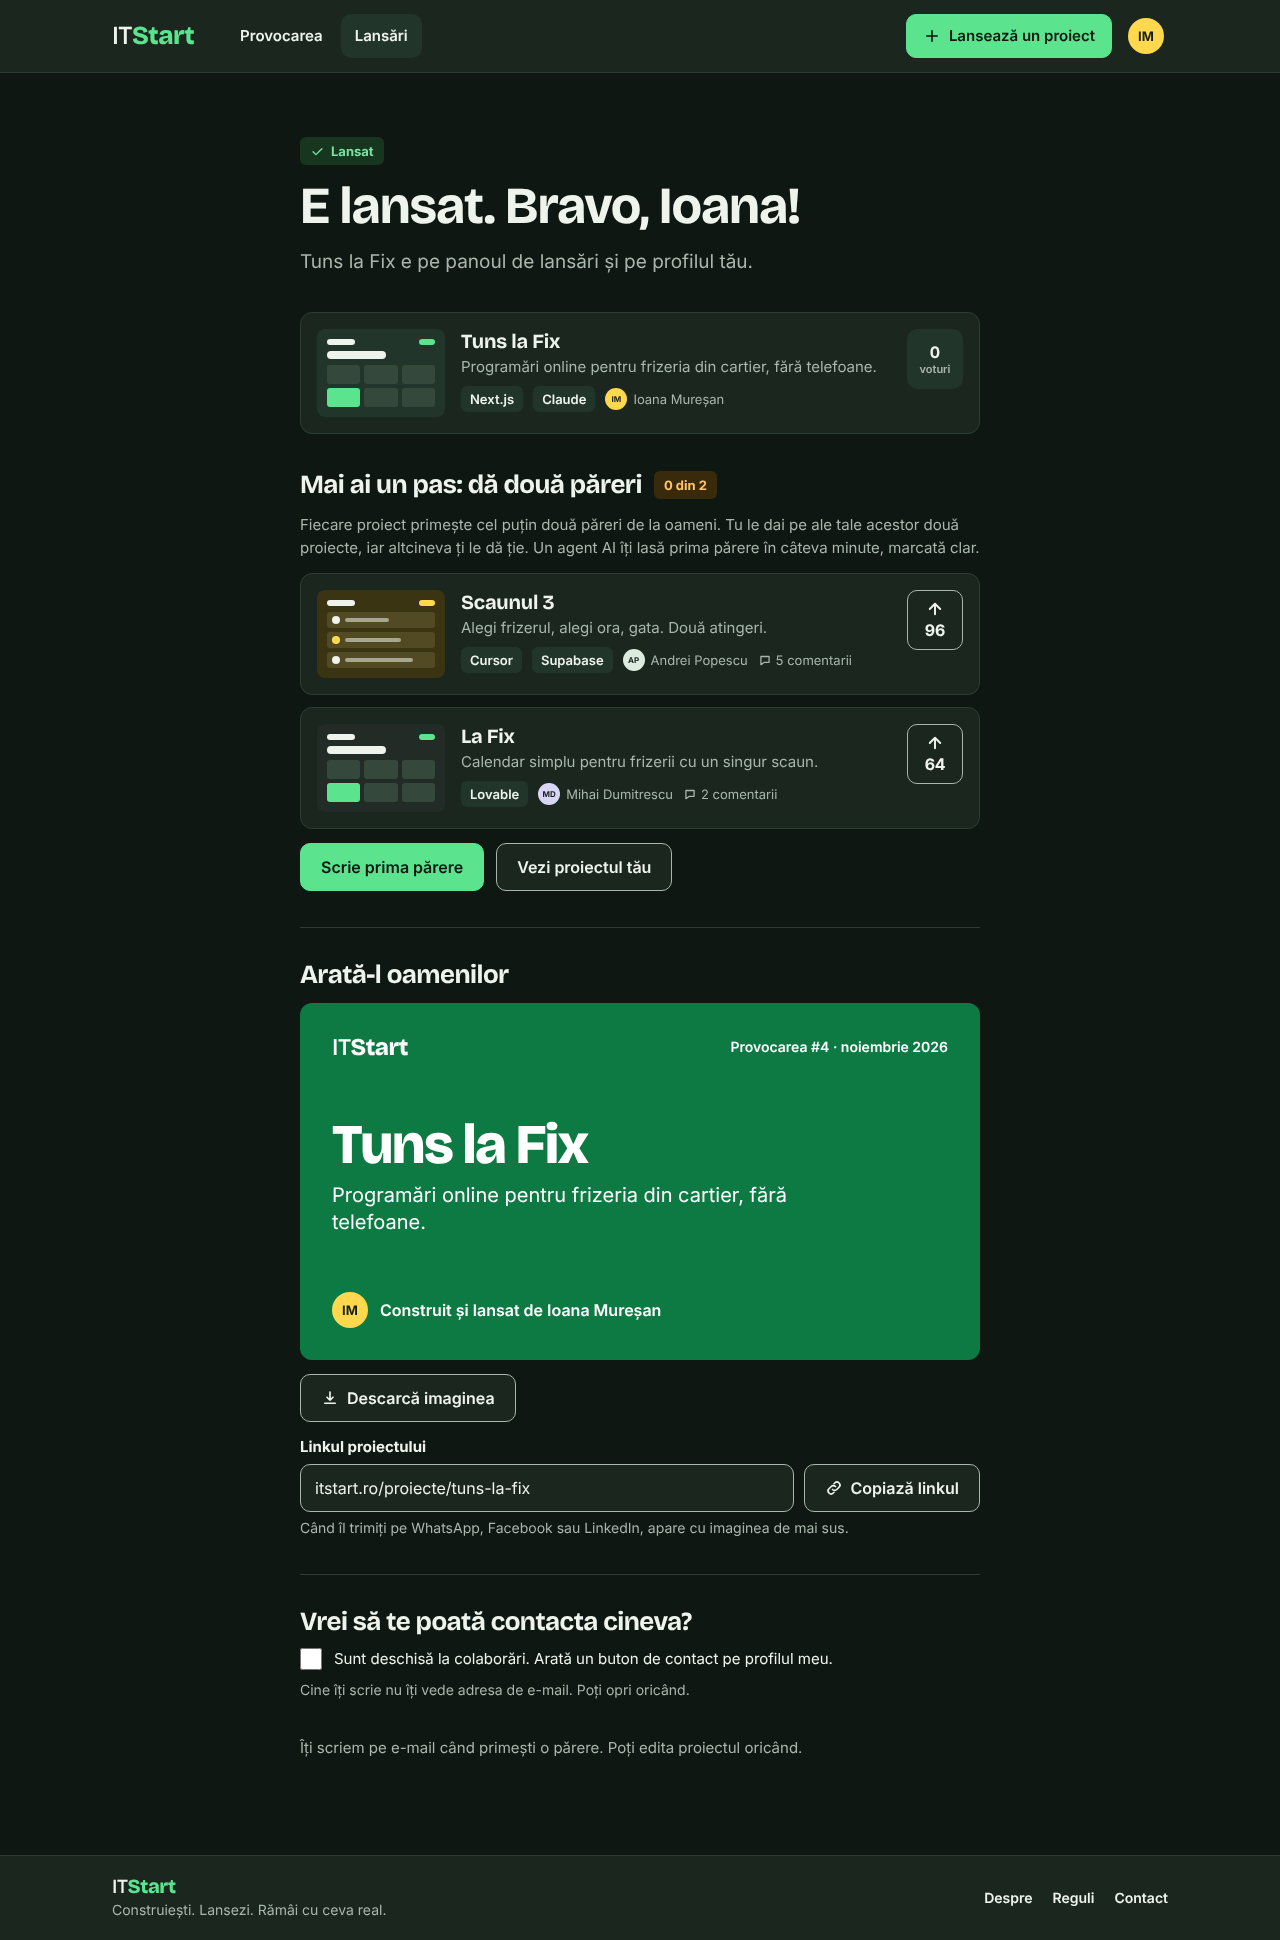 ITStart
Provocarea
Lansări
Lansează un proiect
IM
Lansat
E lansat. Bravo, Ioana!
Tuns la Fix e pe panoul de lansări și pe profilul tău.
Tuns la Fix
Programări online pentru frizeria din cartier, fără telefoane.
Next.js
Claude
IM
Ioana Mureșan
0
voturi
Mai ai un pas: dă două păreri
0 din 2
Fiecare proiect primește cel puțin două păreri de la oameni. Tu le dai pe ale tale acestor două
proiecte, iar altcineva ți le dă ție. Un agent AI îți lasă prima părere în câteva minute, marcată clar.
Scaunul 3
Alegi frizerul, alegi ora, gata. Două atingeri.
Cursor
Supabase
AP
Andrei Popescu
5 comentarii
96
La Fix
Calendar simplu pentru frizerii cu un singur scaun.
Lovable
MD
Mihai Dumitrescu
2 comentarii
64
Scrie prima părere
Vezi proiectul tău
Arată-l oamenilor
ITStart
Provocarea #4 · noiembrie 2026
Tuns la Fix
Programări online pentru frizeria din cartier, fără
telefoane.
IM
Construit și lansat de Ioana Mureșan
Descarcă imaginea
Linkul proiectului
itstart.ro/proiecte/tuns-la-fix
Copiază linkul
Când îl trimiți pe WhatsApp, Facebook sau LinkedIn, apare cu imaginea de mai sus.
Vrei să te poată contacta cineva?
Sunt deschisă la colaborări. Arată un buton de contact pe profilul meu.
Cine îți scrie nu îți vede adresa de e-mail. Poți opri oricând.
Îți scriem pe e-mail când primești o părere. Poți edita proiectul oricând.
ITStart
Construiești. Lansezi. Rămâi cu ceva real.
Despre
Reguli
Contact